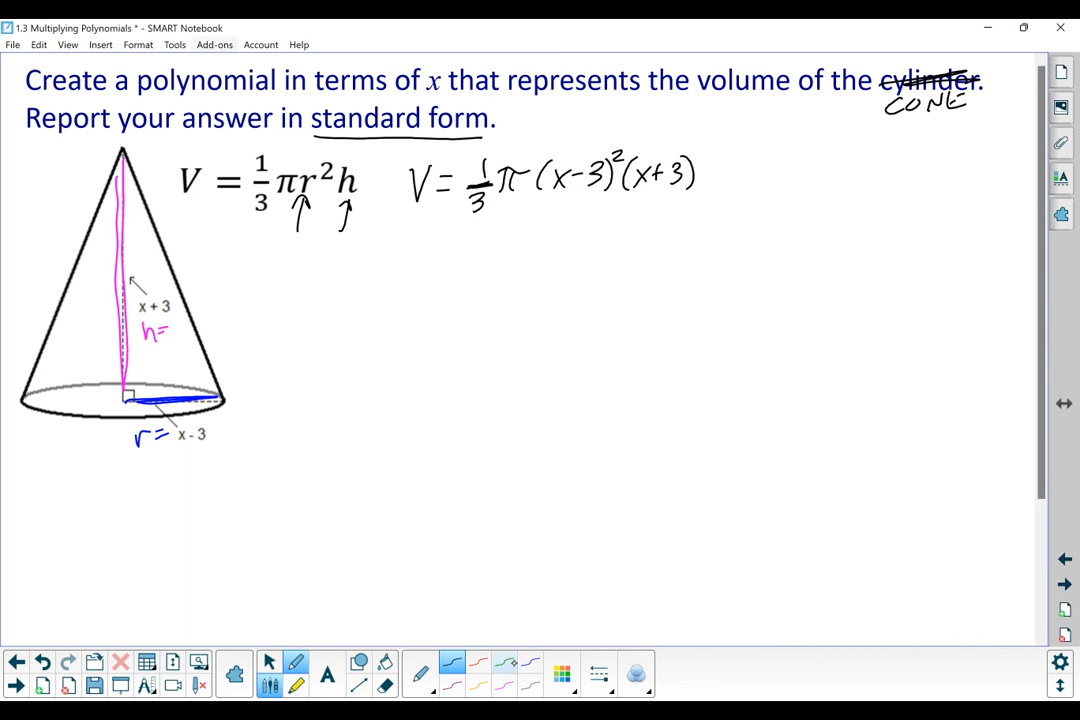 1.3 Multiplying Polynomials * - SMART Notebook
File Edit View Insert Format Tools Add-ons Account Help
Create a polynomial in terms of x that represents the volume of the cylinder.
CONE
Report your answer in standard form.
V = 1/3 πr²h
V = 1/3 π (x-3)²(x+3)
x + 3
h=
r= x - 3
A